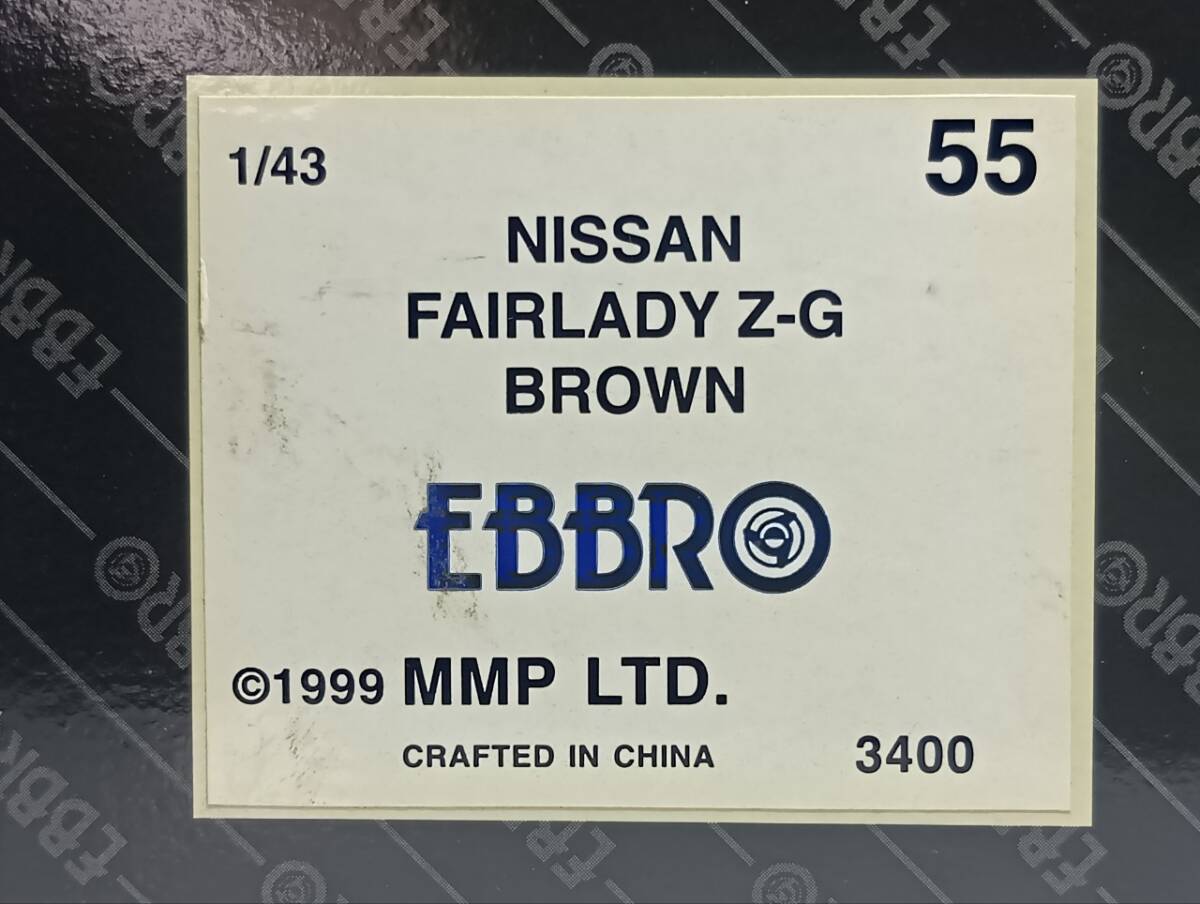 1/43
55
NISSAN
FAIRLADY Z-G
BROWN
EBBRO
©1999 MMP LTD.
CRAFTED IN CHINA
3400